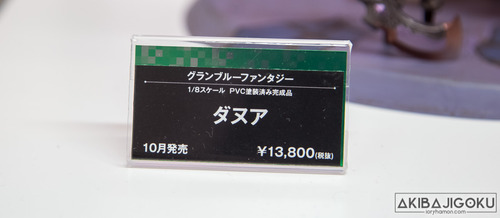 グランブルーファンタジー
1/8スケール PVC塗装済み完成品
ダヌア
10月発売 ¥13,800(税抜)
AKIBAJIGOKU
ioryhamon.com